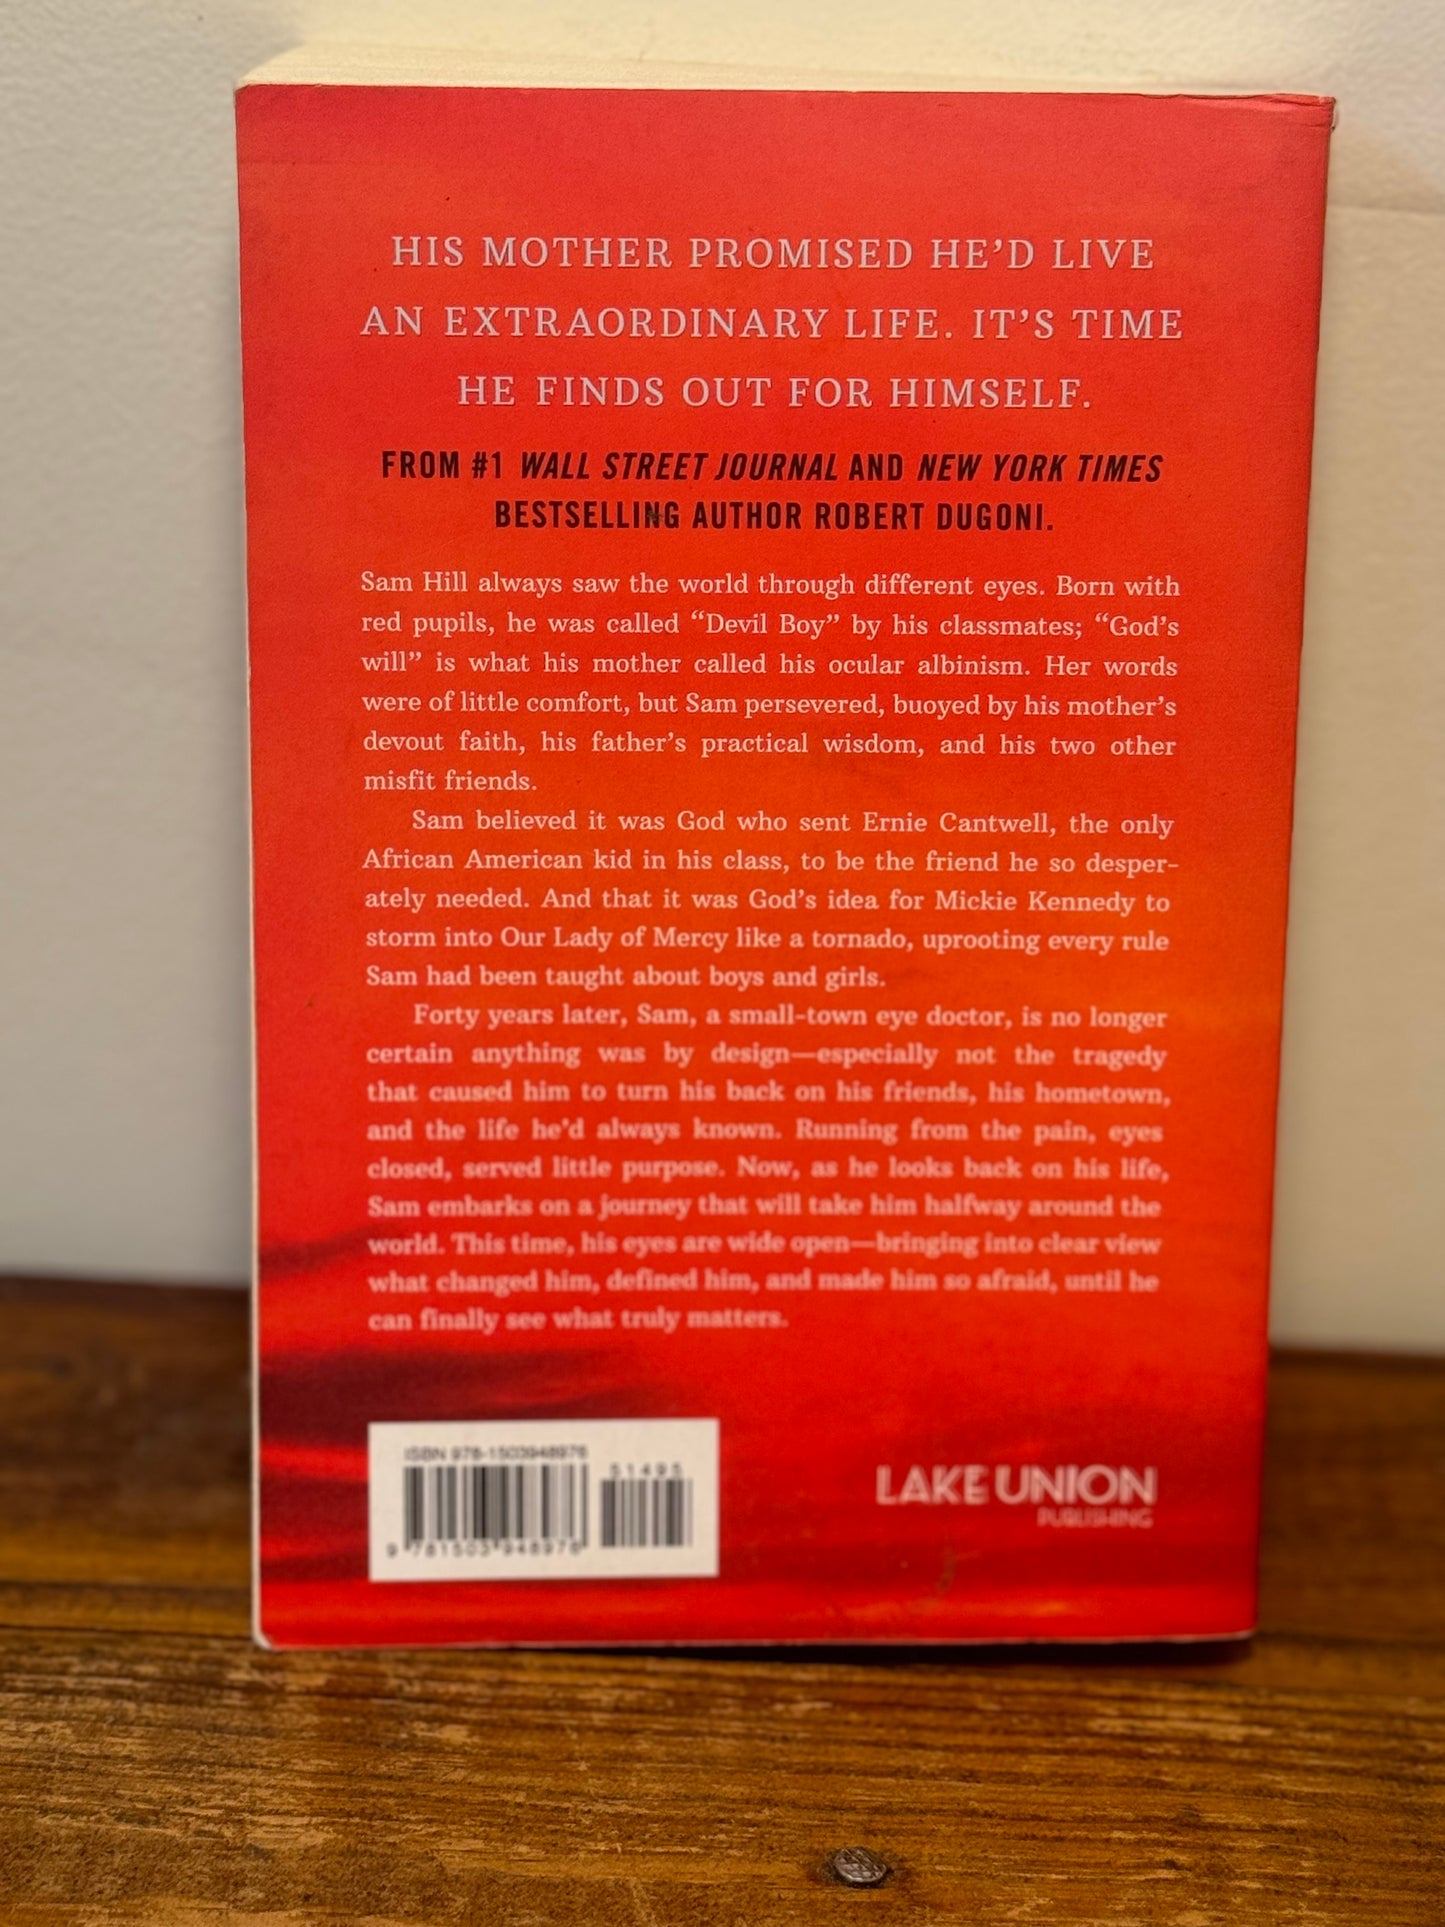 HIS MOTHER PROMISED HE'D LIVE
AN EXTRAORDINARY LIFE. IT'S TIME
HE FINDS OUT FOR HIMSELF.
FROM #1 WALL STREET JOURNAL AND NEW YORK TIMES
BESTSELLING AUTHOR ROBERT DUGONI.
Sam Hill always saw the world through different eyes. Born with
red pupils, he was called “Devil Boy” by his classmates; “God’s
will” is what his mother called his ocular albinism. Her words
were of little comfort, but Sam persevered, buoyed by his mother’s
devout faith, his father’s practical wisdom, and his two other
misfit friends.
Sam believed it was God who sent Ernie Cantwell, the only
African American kid in his class, to be the friend he so desper-
ately needed. And that it was God’s idea for Mickie Kennedy to
storm into Our Lady of Mercy like a tornado, uprooting every rule
Sam had been taught about boys and girls.
Forty years later, Sam, a small-town eye doctor, is no longer
certain anything was by design—especially not the tragedy
that caused him to turn his back on his friends, his hometown,
and the life he’d always known. Running from the pain, eyes
closed, served little purpose. Now, as he looks back on his life,
Sam embarks on a journey that will take him halfway around the
world. This time, his eyes are wide open—bringing into clear view
what changed him, defined him, and made him so afraid, until he
can finally see what truly matters.
ISBN 978-1503948976
51495
9 781503 948976
LAKE UNION
PUBLISHING